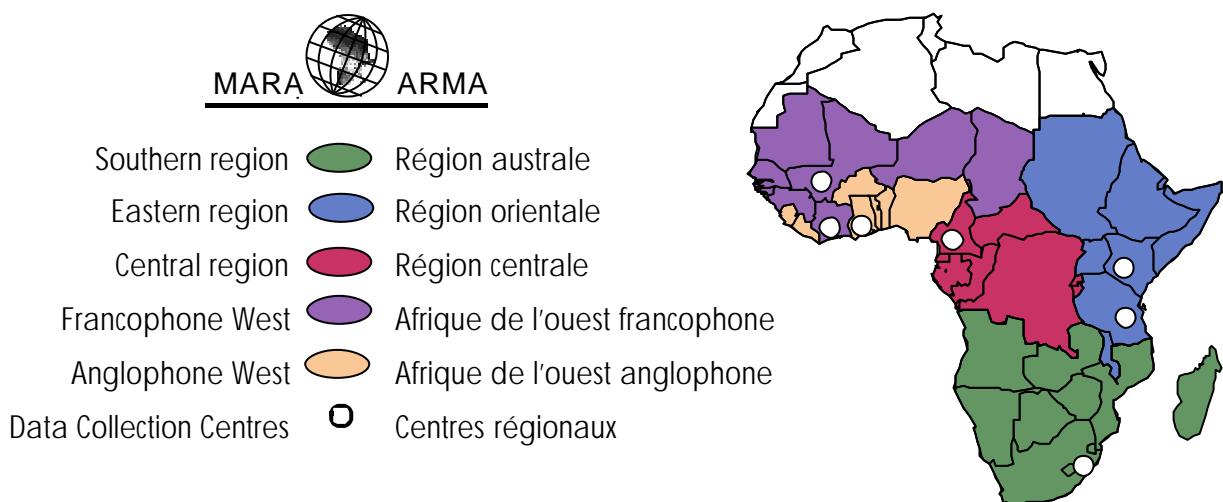 MARA ARMA
Southern region Région australe
Eastern region Région orientale
Central region Région centrale
Francophone West Afrique de l'ouest francophone
Anglophone West Afrique de l'ouest anglophone
Data Collection Centres Centres régionaux